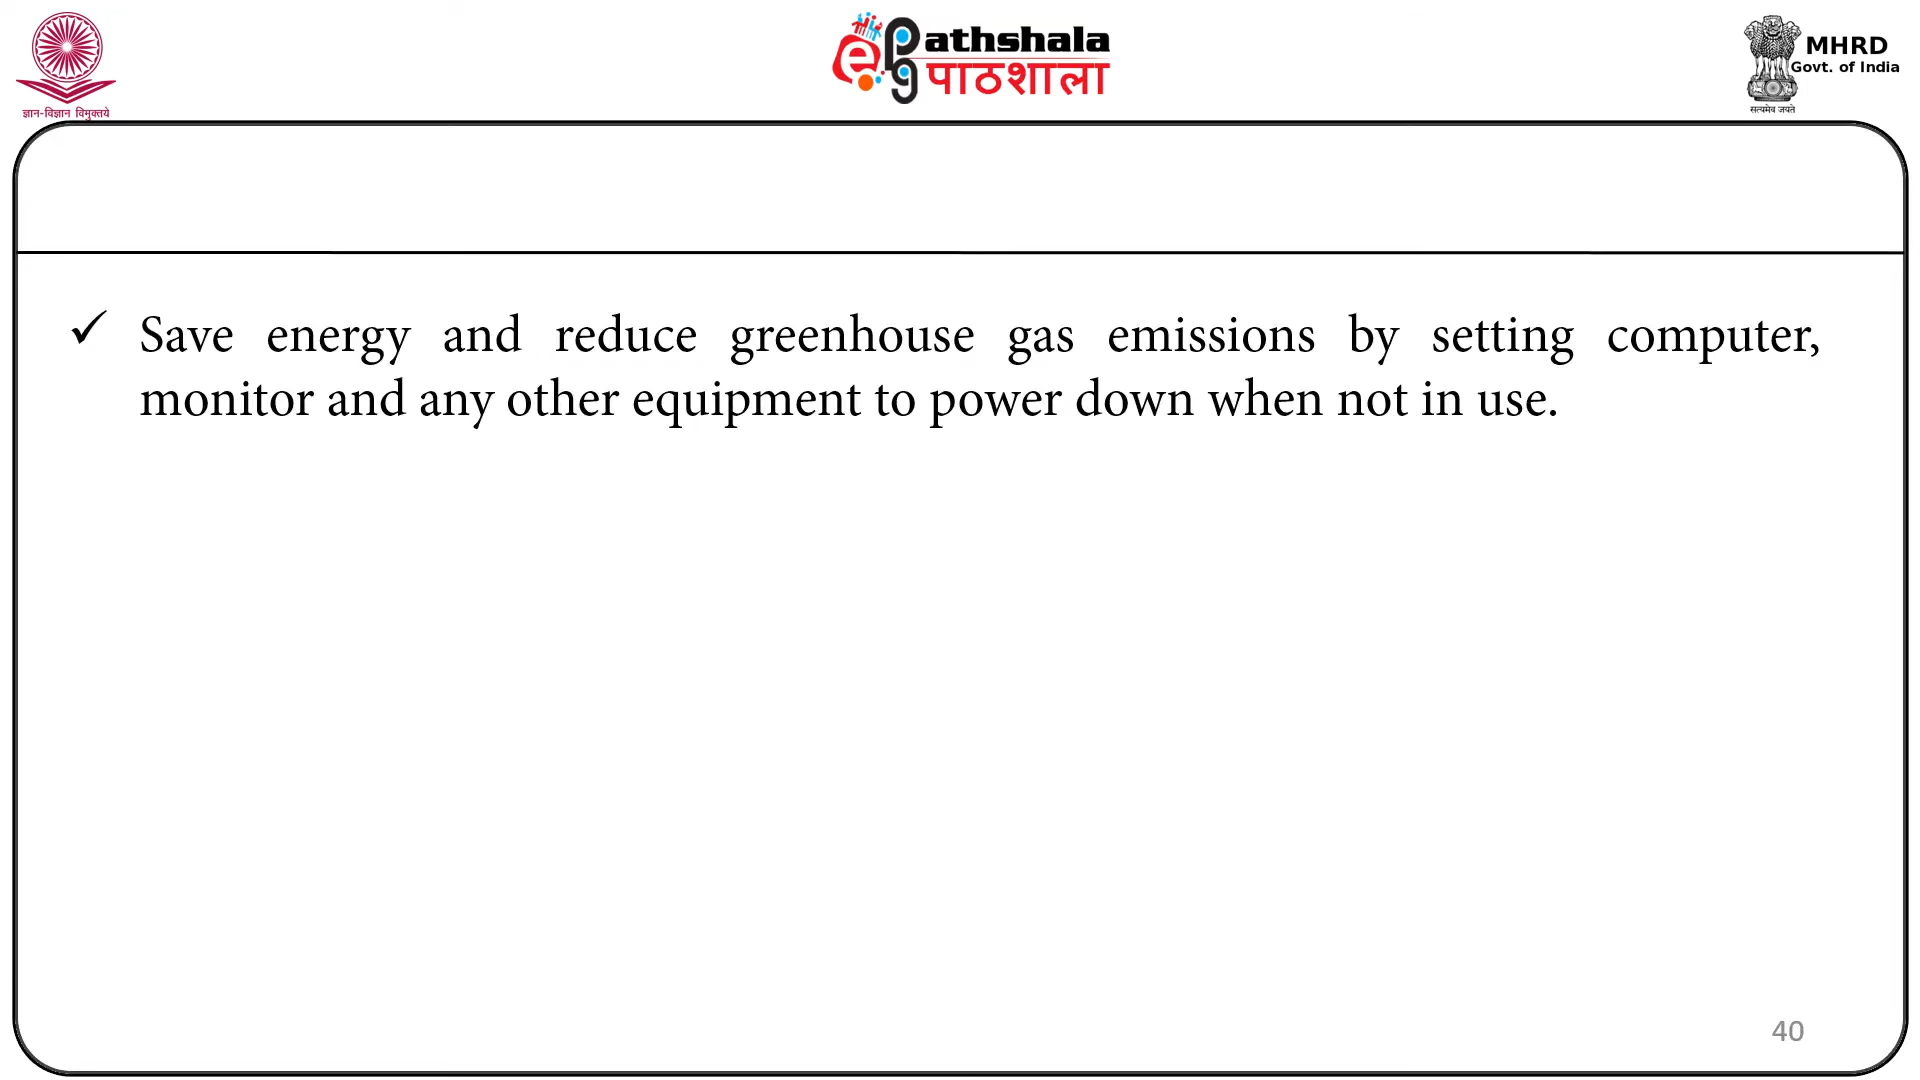 ज्ञान-विज्ञान विमुक्तये
ePathshala
पाठशाला
MHRD
Govt. of India
सत्यमेव जयते
✓ Save energy and reduce greenhouse gas emissions by setting computer,
monitor and any other equipment to power down when not in use.
40